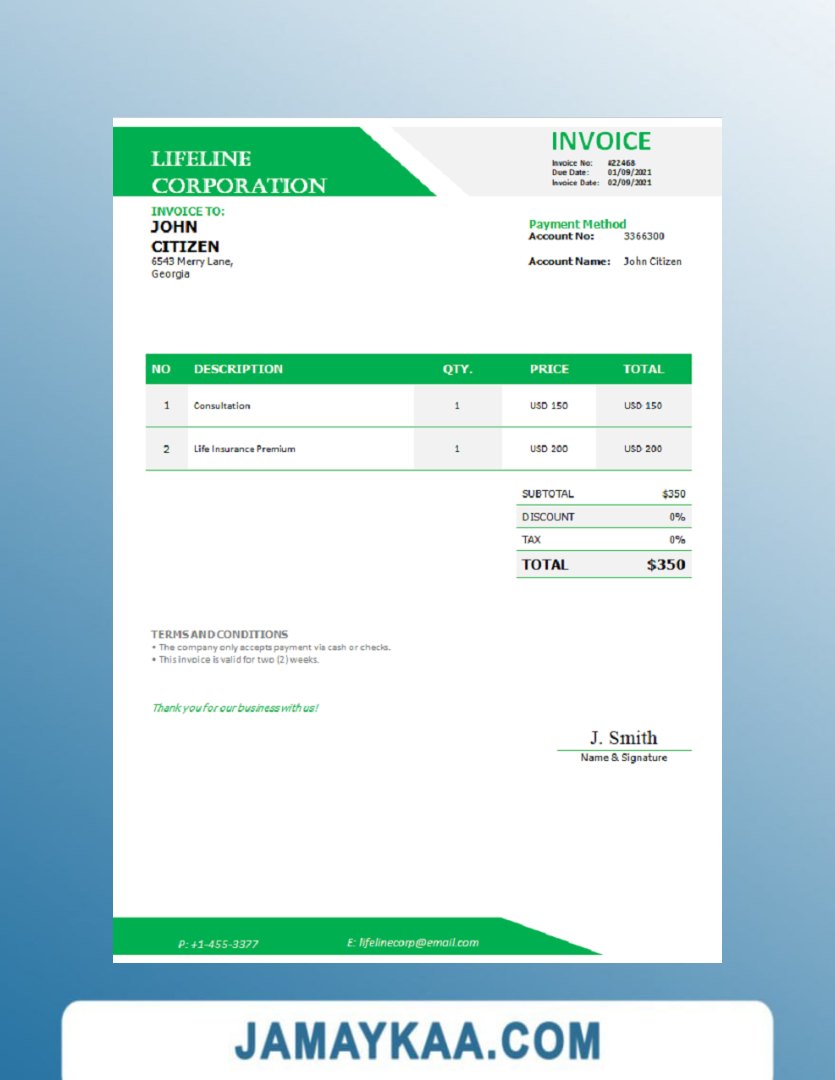 LIFELINE
CORPORATION
INVOICE
Invoice No: #22468
Due Date: 01/09/2021
Invoice Date: 02/09/2021
INVOICE TO:
JOHN
CITIZEN
6543 Merry Lane,
Georgia
Payment Method
Account No: 3366300
Account Name: John Citizen
NO DESCRIPTION QTY. PRICE TOTAL
1 Consultation 1 USD 150 USD 150
2 Life Insurance Premium 1 USD 200 USD 200
SUBTOTAL $350
DISCOUNT 0%
TAX 0%
TOTAL $350
TERMS AND CONDITIONS
• The company only accepts payment via cash or checks.
• This invoice is valid for two (2) weeks.
Thank you for our business with us!
J. Smith
Name & Signature
P: +1-455-3377 E: lifelinecorp@email.com
JAMAYKAA.COM